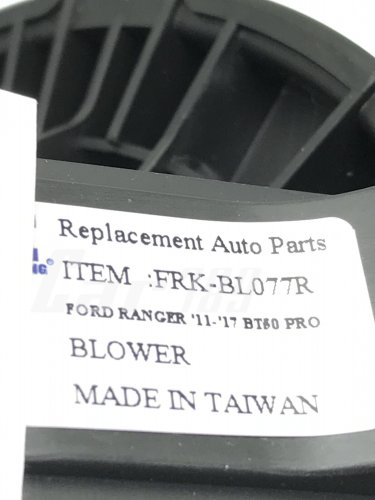 Replacement Auto Parts
ITEM :FRK-BL077R
FORD RANGER '11-'17 BT50 PRO
BLOWER
MADE IN TAIWAN